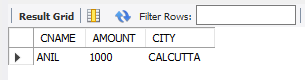 Result Grid Filter Rows:
CNAME AMOUNT CITY
ANIL 1000 CALCUTTA